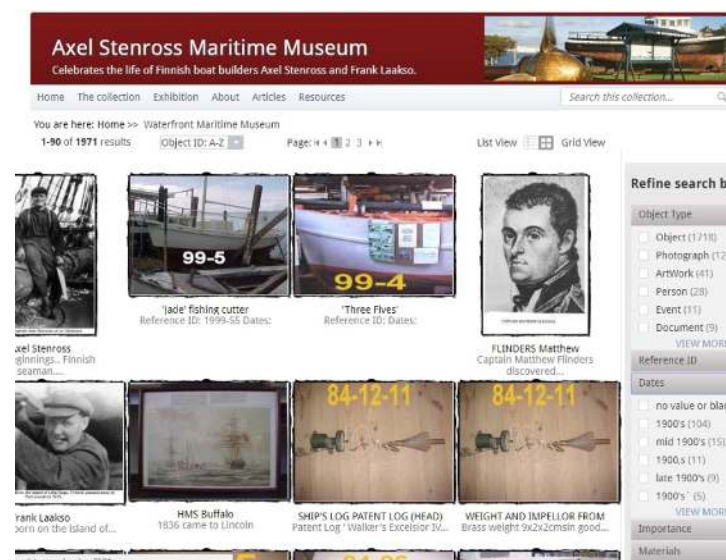 Axel Stenross Maritime Museum
Celebrates the life of Finnish boat builders Axel Stenross and Frank Laakso.
Home The collection Exhibition About Articles Resources
Search this collection...
You are here: Home >> Waterfront Maritime Museum
1-90 of 1971 results Object ID: A-Z Page: 1 2 3 List View Grid View
Refine search b
Object Type
Object (1718)
Photograph (12
ArtWork (41)
Person (28)
Event (11)
Document (9)
VIEW MORE
Reference ID
Dates
no value or blan
1900's (104)
mid 1900's (15)
1900,s (11)
late 1900's (9)
1900's` (5)
VIEW MORE
Importance
Materials
99-5
99-4
xel Stenross
ginnings.. Finnish
seaman....
'Jade' fishing cutter
Reference ID: 1999-55 Dates:
'Three Fives'
Reference ID: Dates:
FLINDERS Matthew
Captain Matthew Flinders
discovered...
84-12-11
84-12-11
rank Laakso
born on the island of...
HMS Buffalo
1836 came to Lincoln
SHIP'S LOG PATENT LOG (HEAD)
Patent Log ' Walker's Excelsior IV...
WEIGHT AND IMPELLOR FROM
Brass weight 9x2x2cmsin good...